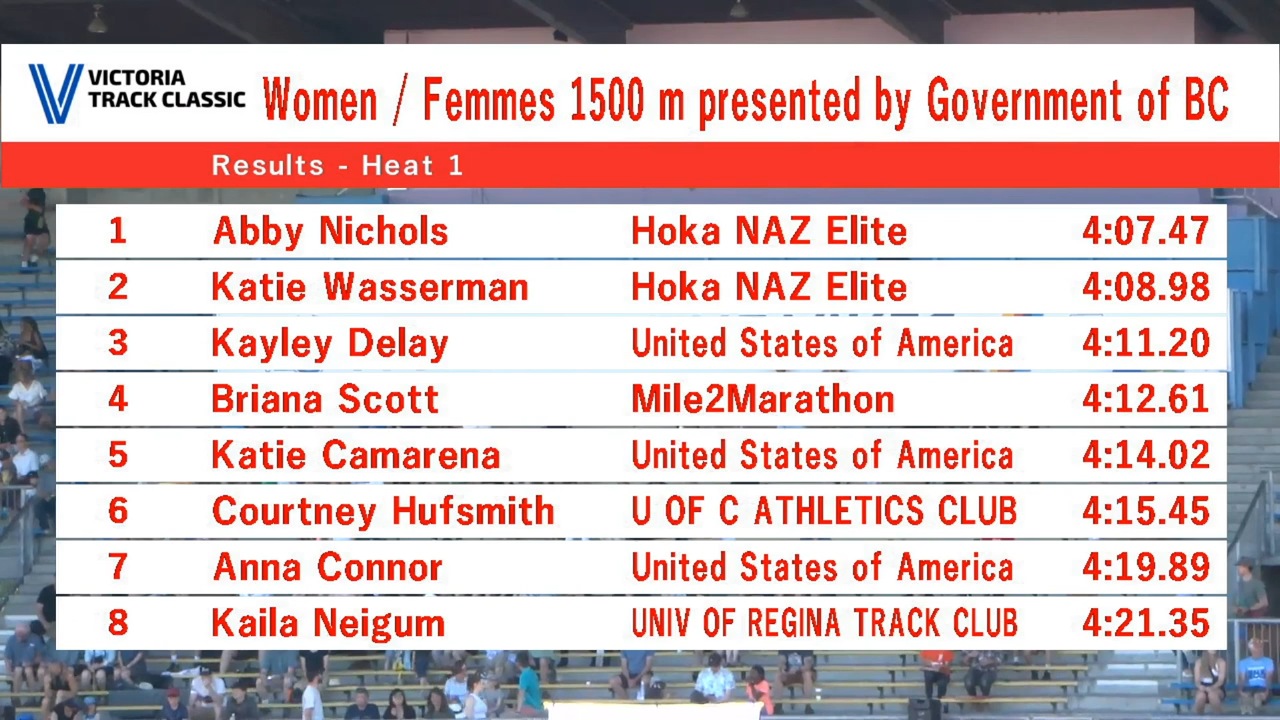 VICTORIA
TRACK CLASSIC
Women / Femmes 1500 m presented by Government of BC
Results - Heat 1
1 Abby Nichols Hoka NAZ Elite 4:07.47
2 Katie Wasserman Hoka NAZ Elite 4:08.98
3 Kayley Delay United States of America 4:11.20
4 Briana Scott Mile2Marathon 4:12.61
5 Katie Camarena United States of America 4:14.02
6 Courtney Hufsmith U OF C ATHLETICS CLUB 4:15.45
7 Anna Connor United States of America 4:19.89
8 Kaila Neigum UNIV OF REGINA TRACK CLUB 4:21.35